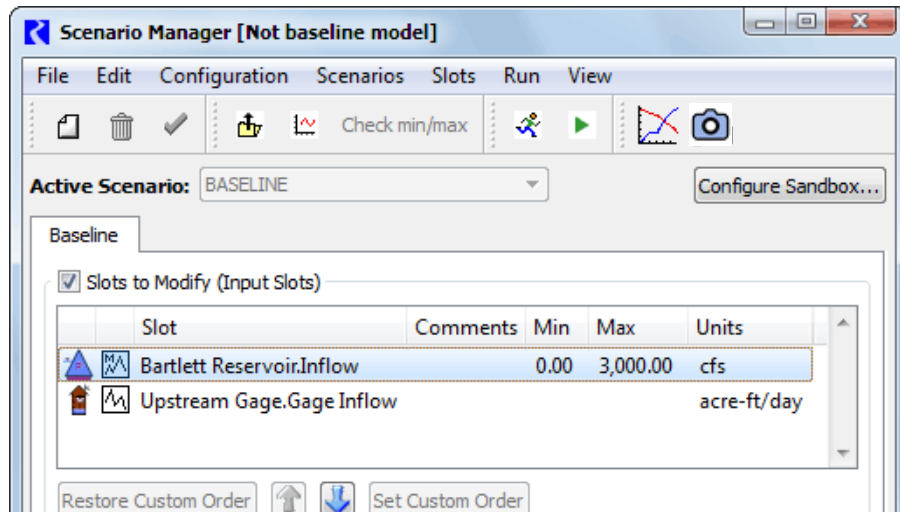 Scenario Manager [Not baseline model]
File Edit Configuration Scenarios Slots Run View
Check min/max
Active Scenario: BASELINE Configure Sandbox...
Baseline
Slots to Modify (Input Slots)
Slot Comments Min Max Units
Bartlett Reservoir.Inflow 0.00 3,000.00 cfs
Upstream Gage.Gage Inflow acre-ft/day
Restore Custom Order Set Custom Order